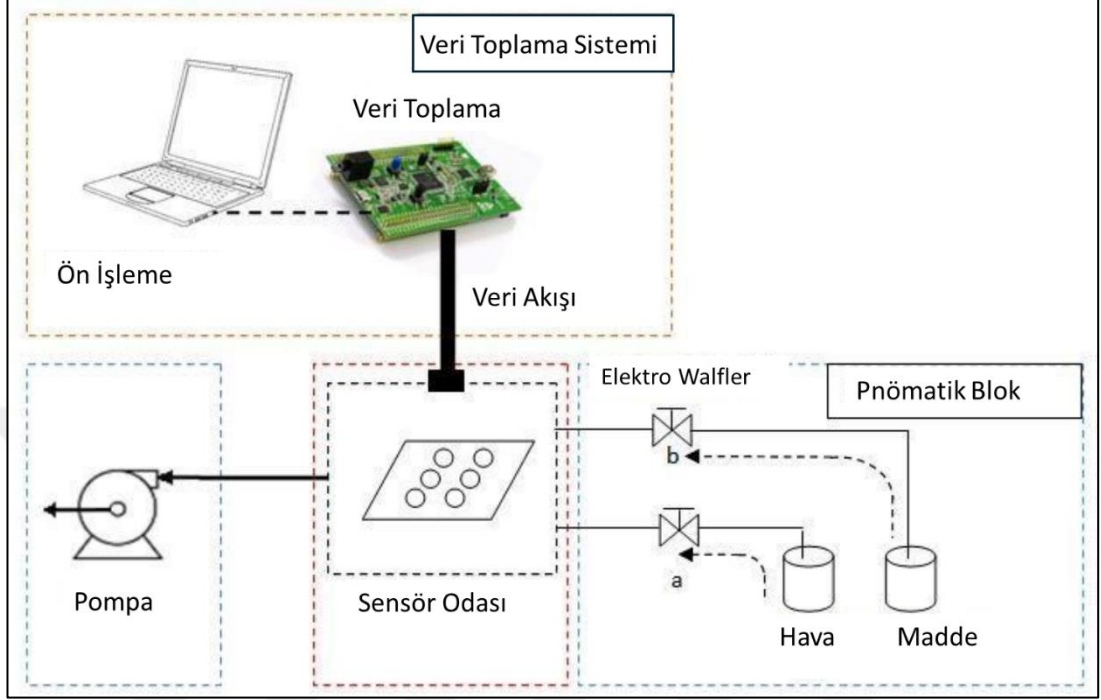 Veri Toplama Sistemi
Veri Toplama
Ön İşleme
Veri Akışı
Elektro Walfler
Pnömatik Blok
b
a
Pompa
Sensör Odası
Hava
Madde